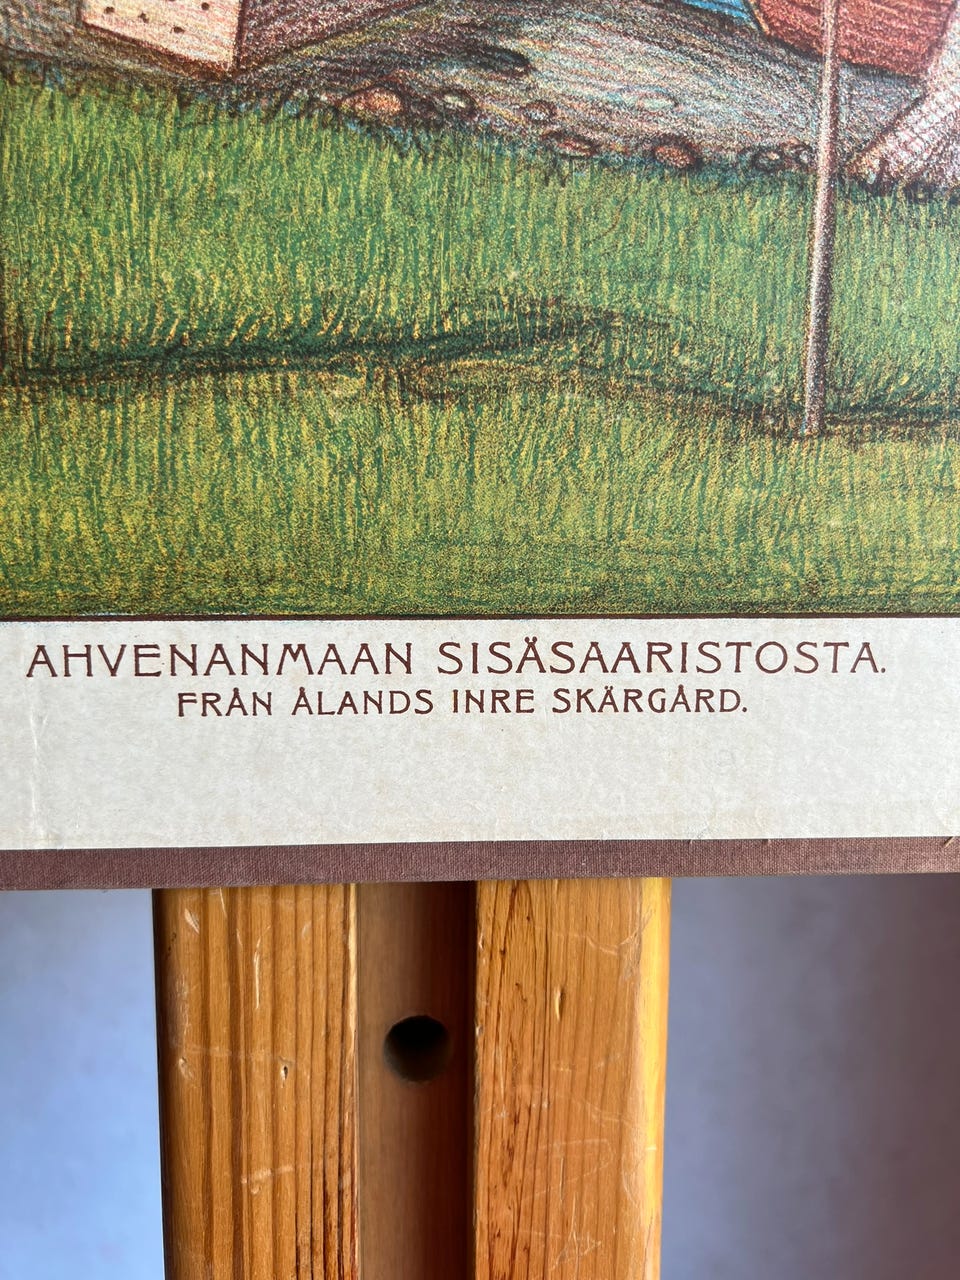 AHVENANMAAN SISÄSAARISTOSTA.
FRÅN ÅLANDS INRE SKÄRGÅRD.